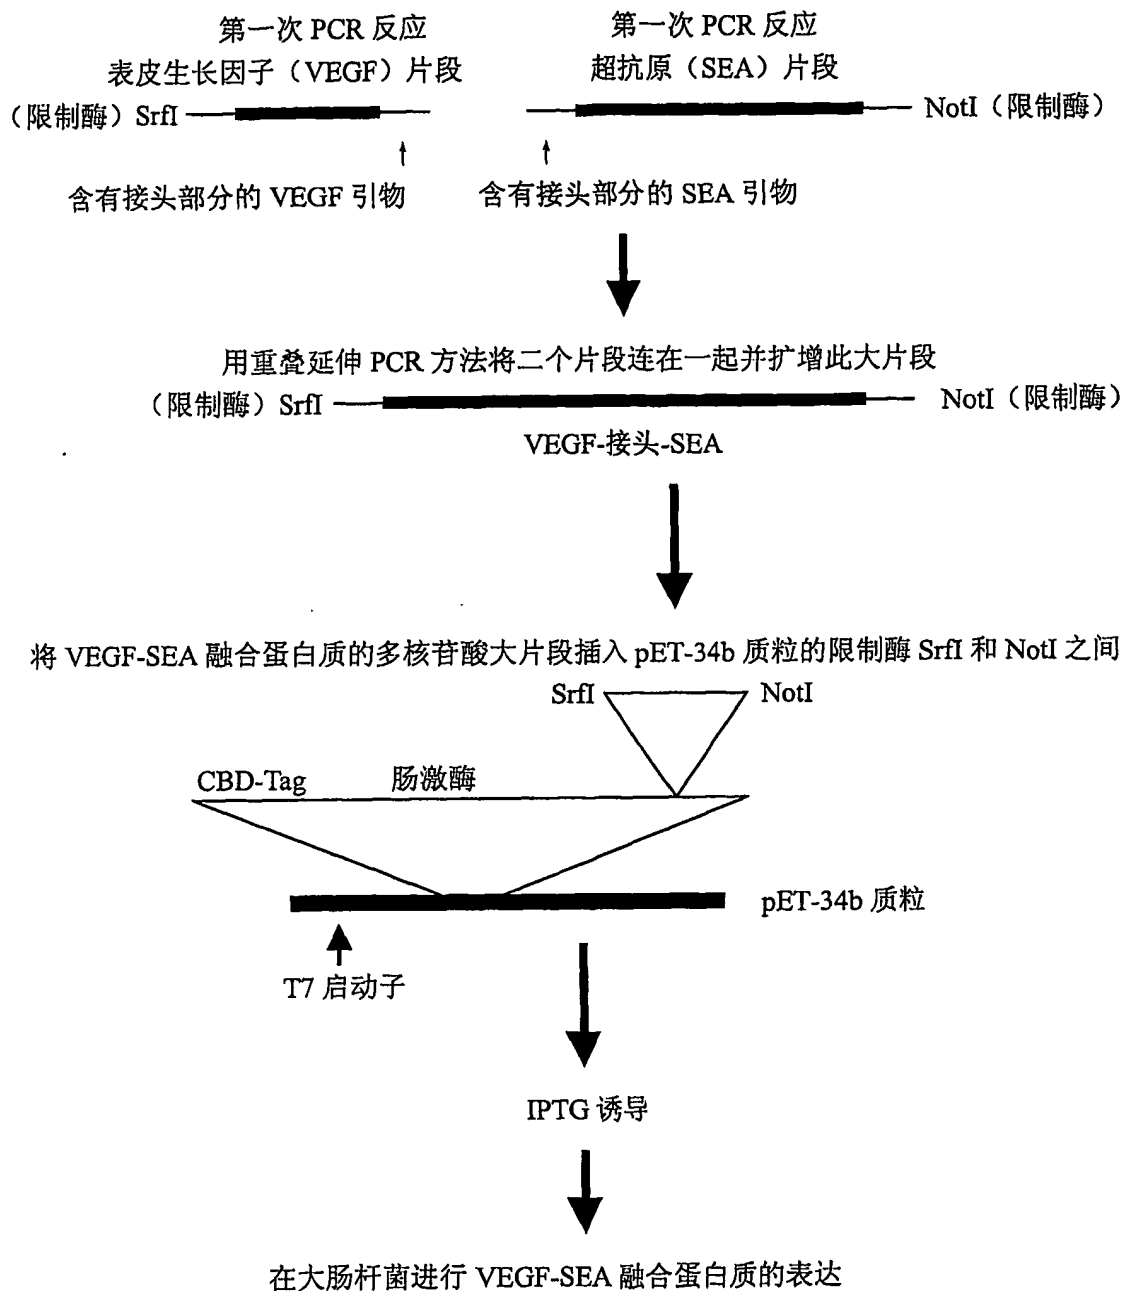 第一次 PCR 反应
表皮生长因子（VEGF）片段
（限制酶）SrfI
第一次 PCR 反应
超抗原（SEA）片段
NotI（限制酶）
含有接头部分的 VEGF 引物
含有接头部分的 SEA 引物
用重叠延伸 PCR 方法将二个片段连在一起并扩增此大片段
（限制酶）SrfI
NotI（限制酶）
VEGF-接头-SEA
将 VEGF-SEA 融合蛋白质的多核苷酸大片段插入 pET-34b 质粒的限制酶 SrfI 和 NotI 之间
SrfI
NotI
CBD-Tag
肠激酶
pET-34b 质粒
T7 启动子
IPTG 诱导
在大肠杆菌进行 VEGF-SEA 融合蛋白质的表达